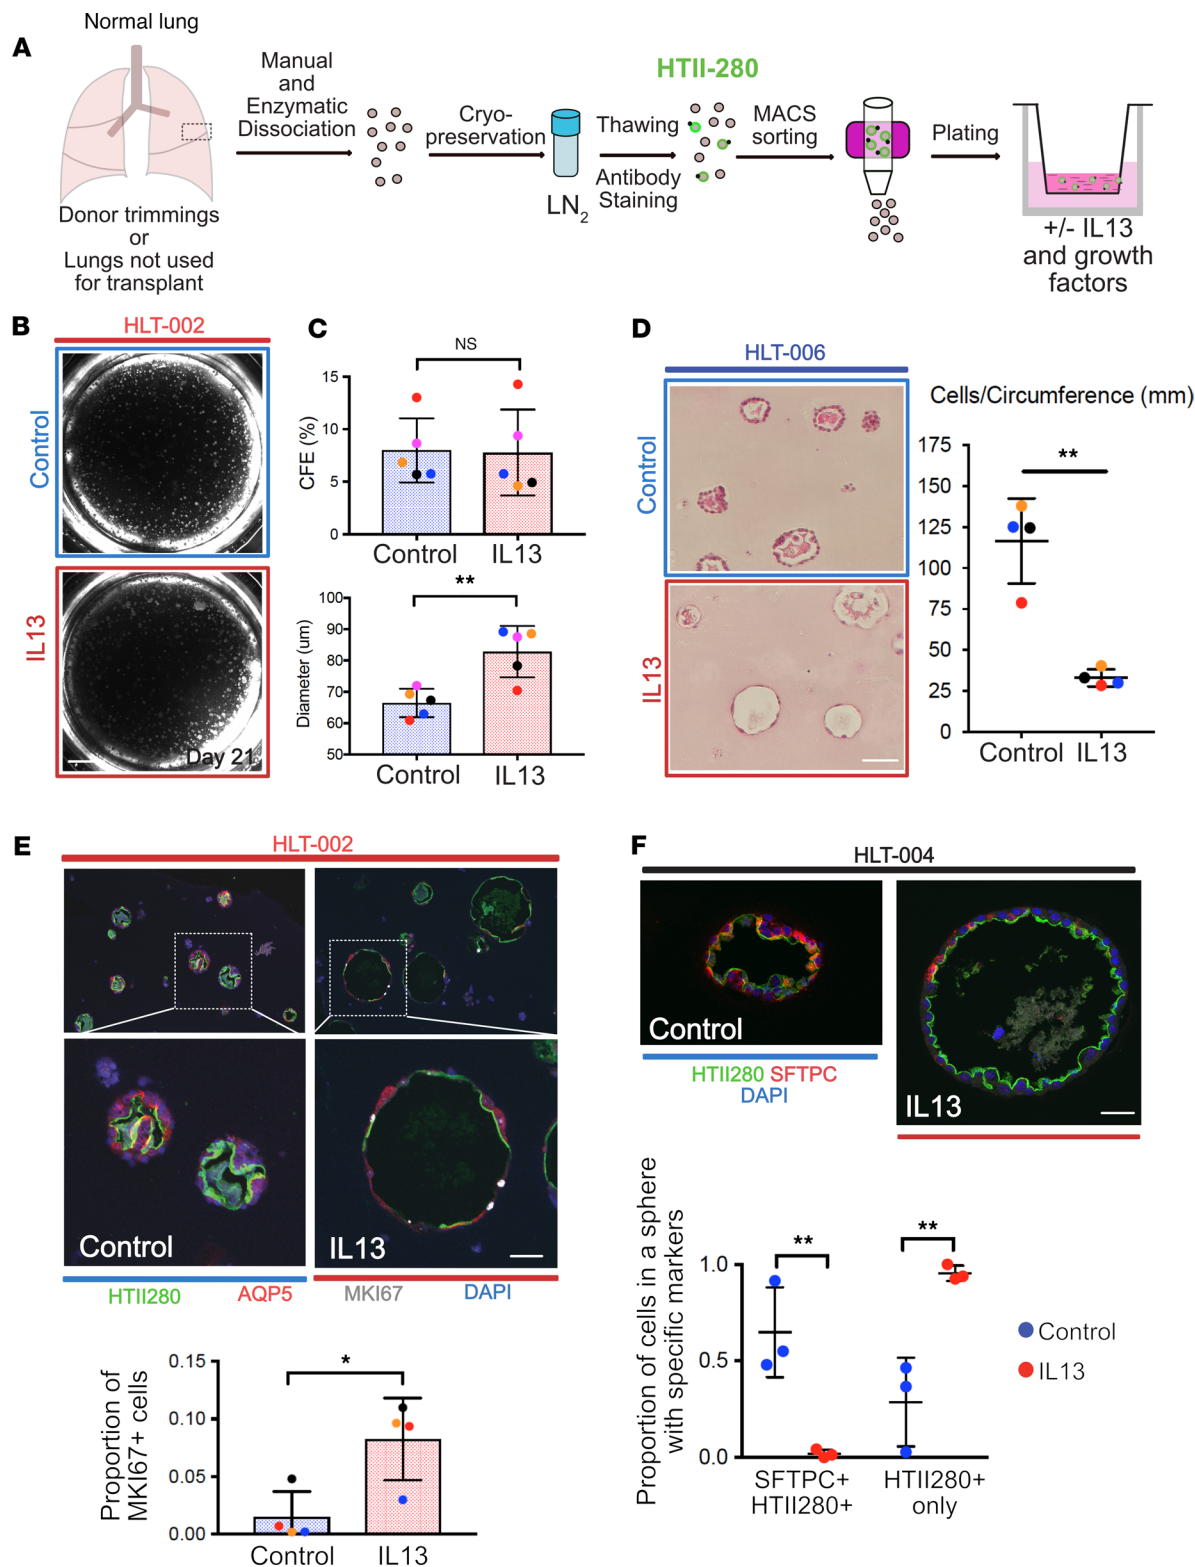 A
Normal lung
Manual
and
Enzymatic
Dissociation
Donor trimmings
or
Lungs not used
for transplant
Cryo-
preservation
LN2
HTII-280
Thawing
Antibody
Staining
MACS
sorting
Plating
+/- IL13
and growth
factors
B
HLT-002
Control
IL13
Day 21
C
NS
CFE (%)
15
10
5
0
Control
IL13
**
Diameter (um)
100
90
80
70
60
50
Control
IL13
D
HLT-006
Control
IL13
Cells/Circumference (mm)
**
175
150
125
100
75
50
25
0
Control
IL13
E
HLT-002
Control
IL13
HTII280
AQP5
MKI67
DAPI
Proportion of
MKI67+ cells
*
0.15
0.10
0.05
0.00
Control
IL13
F
HLT-004
Control
HTII280 SFTPC
DAPI
IL13
Proportion of cells in a sphere
with specific markers
**
**
1.0
0.5
0.0
SFTPC+
HTII280+
HTII280+
only
Control
IL13